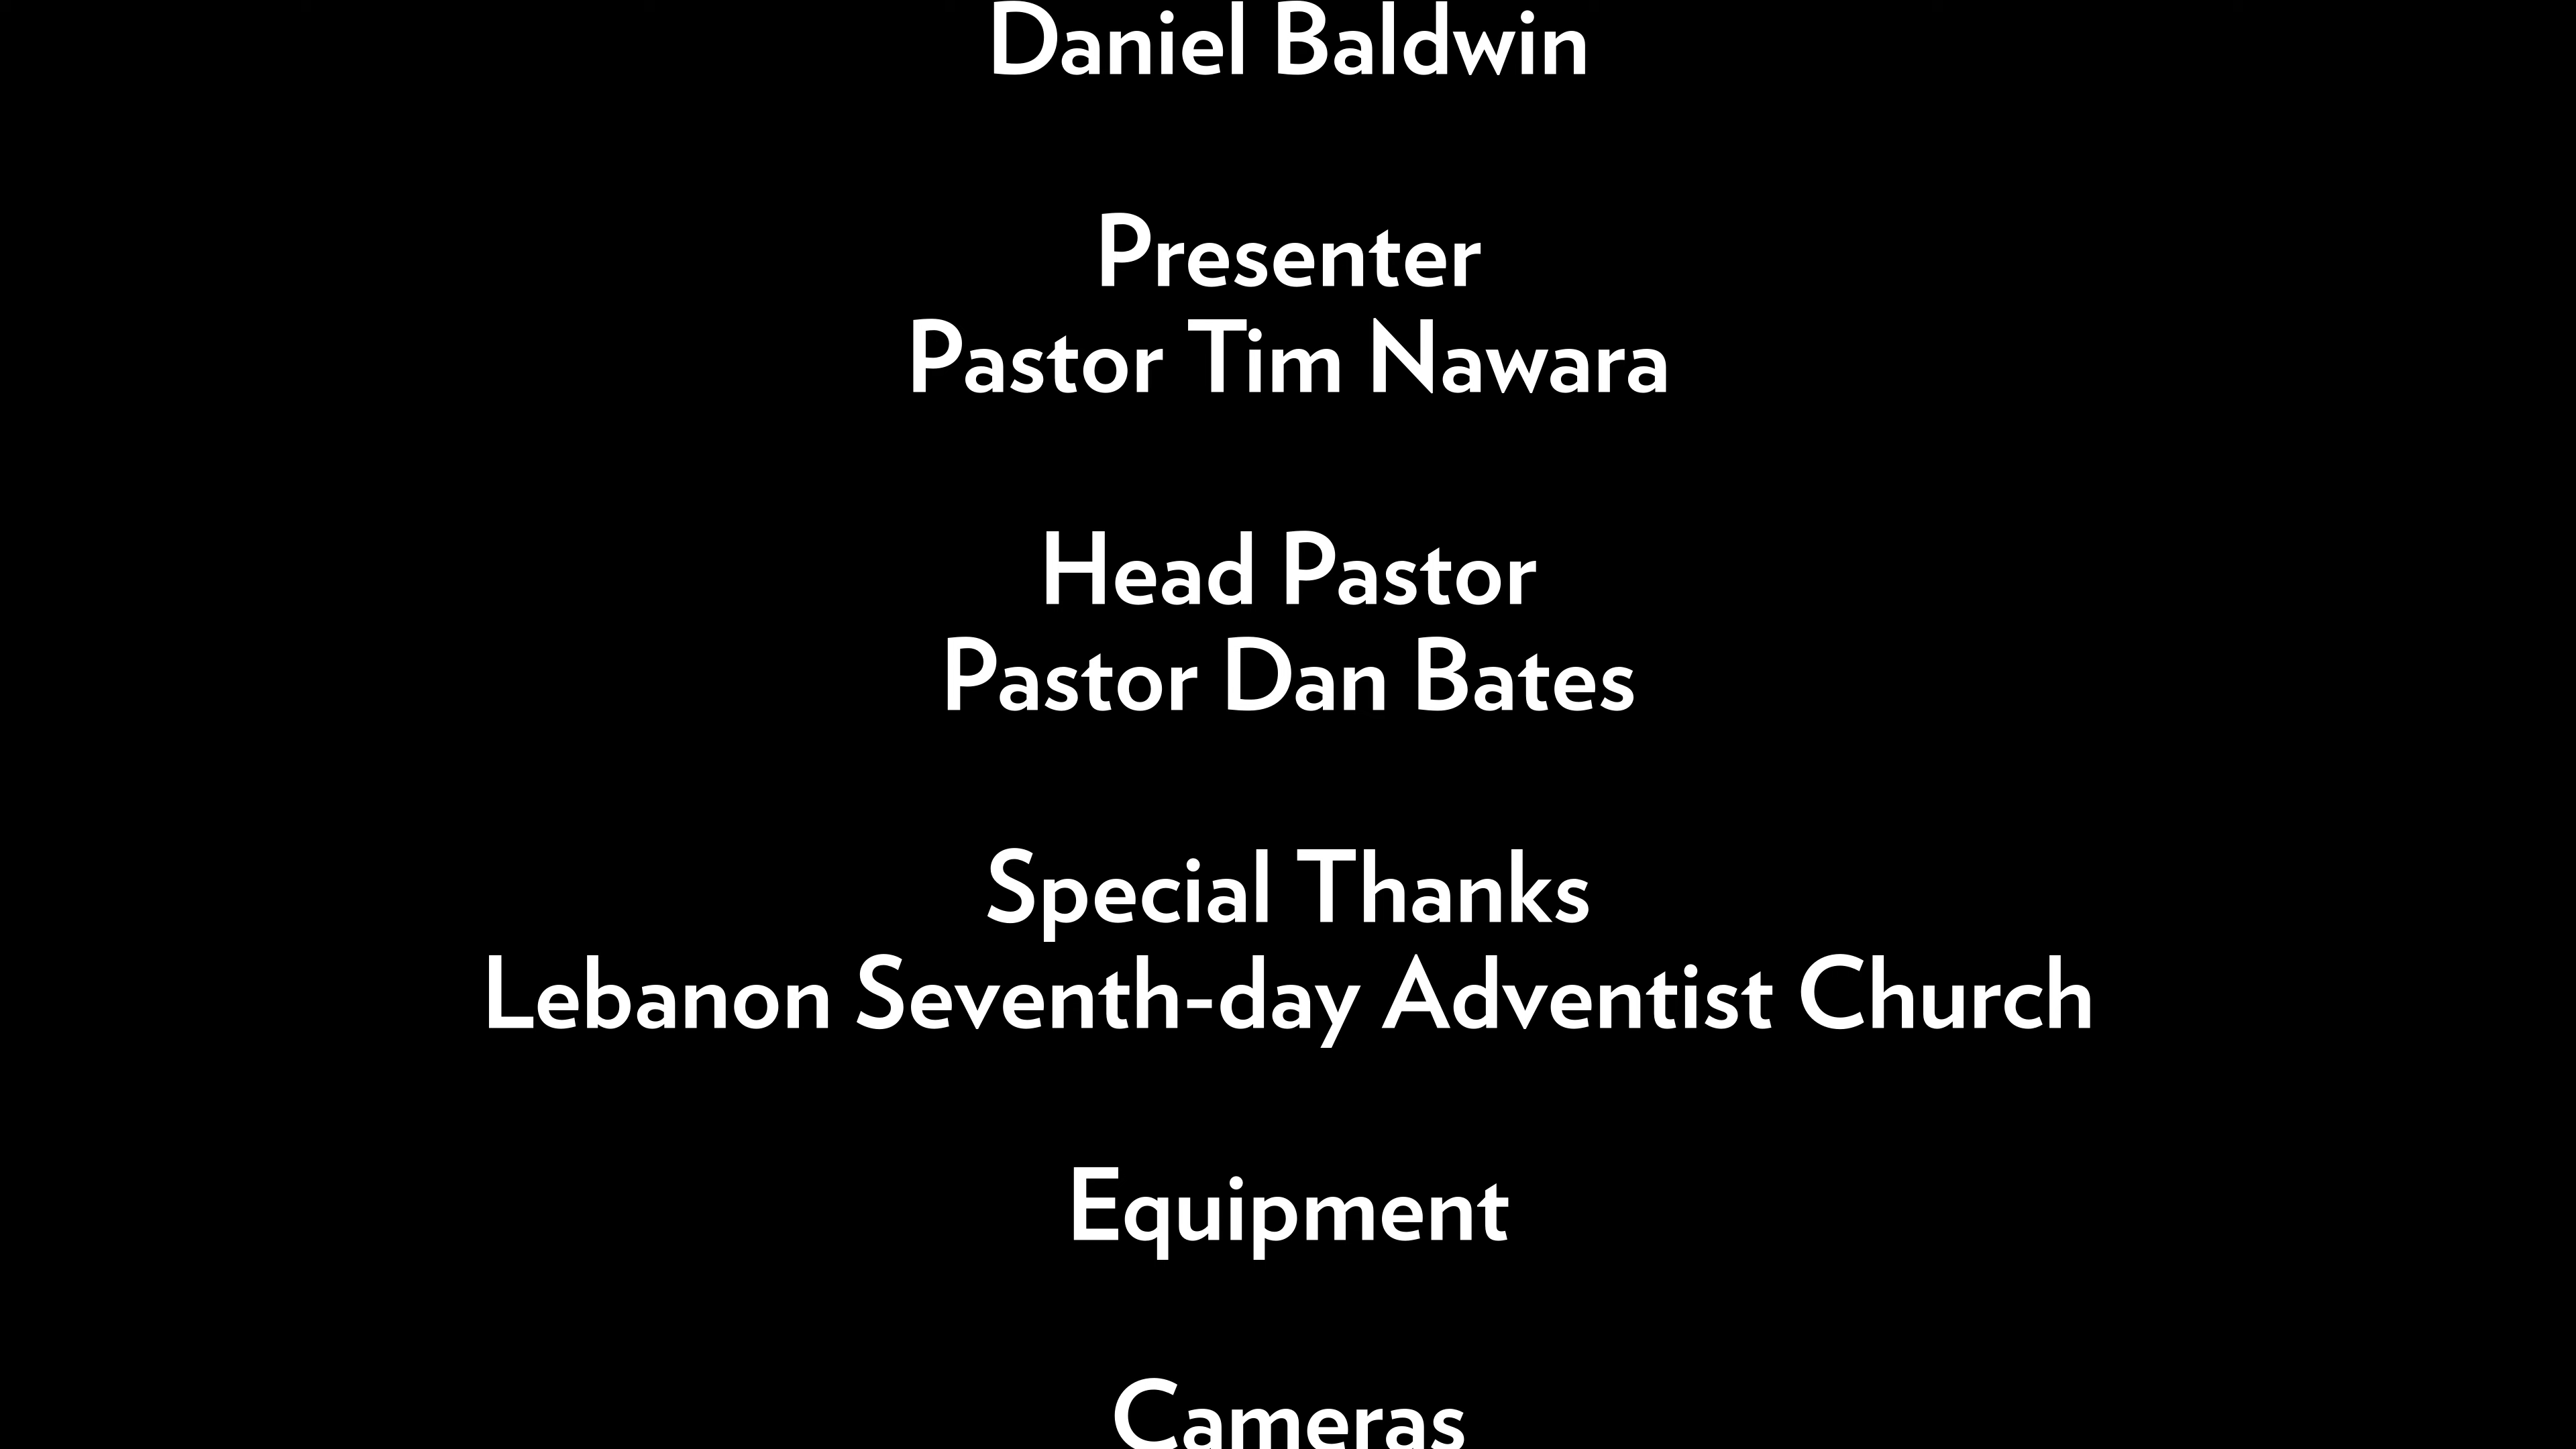 Daniel Baldwin
Presenter
Pastor Tim Nawara
Head Pastor
Pastor Dan Bates
Special Thanks
Lebanon Seventh-day Adventist Church
Equipment
Cameras